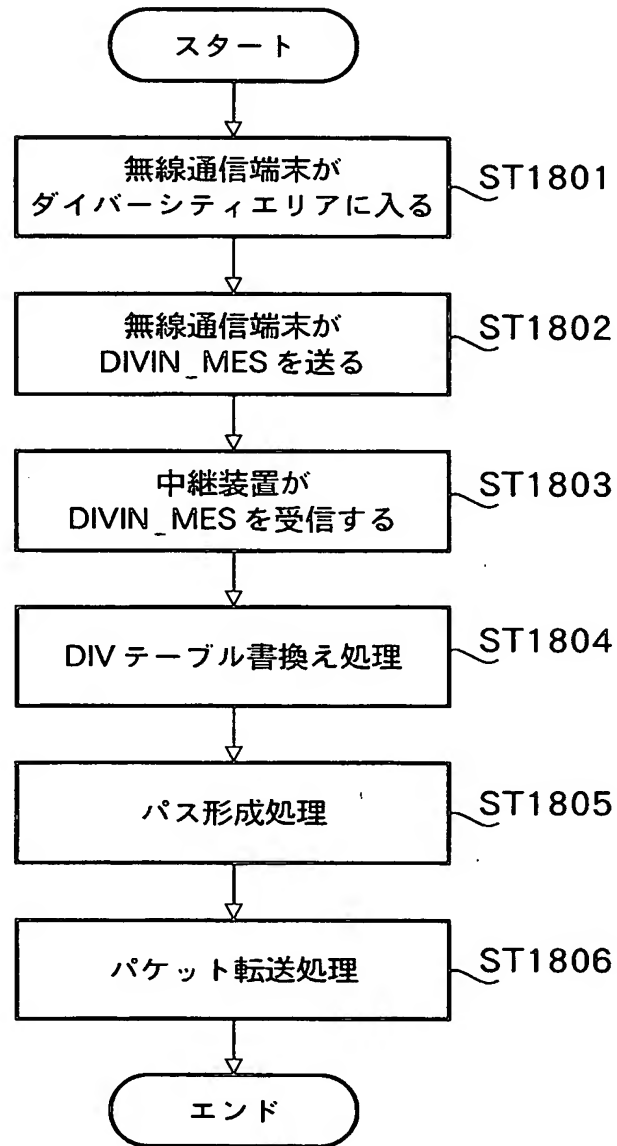 スタート
無線通信端末が
ダイバーシティエリアに入る
ST1801
無線通信端末が
DIVIN_MESを送る
ST1802
中継装置が
DIVIN_MESを受信する
ST1803
DIVテーブル書換え処理
ST1804
パス形成処理
ST1805
パケット転送処理
ST1806
エンド